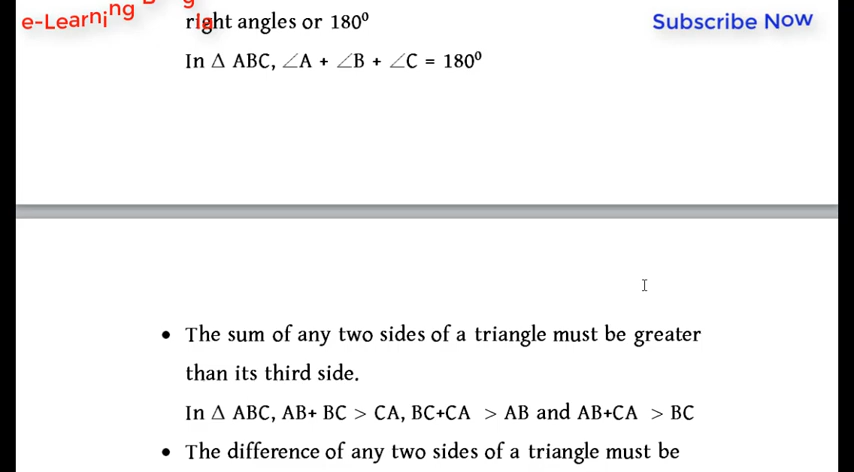 e-Learning
right angles or 180⁰
Subscribe Now
In Δ ABC, ∠A + ∠B + ∠C = 180⁰
• The sum of any two sides of a triangle must be greater
than its third side.
In Δ ABC, AB+ BC > CA, BC+CA > AB and AB+CA > BC
• The difference of any two sides of a triangle must be